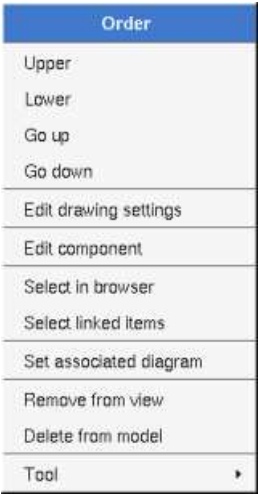 Order
Upper
Lower
Go up
Go down
Edit drawing settings
Edit component
Select in browser
Select linked items
Set associated diagram
Remove from view
Delete from model
Tool